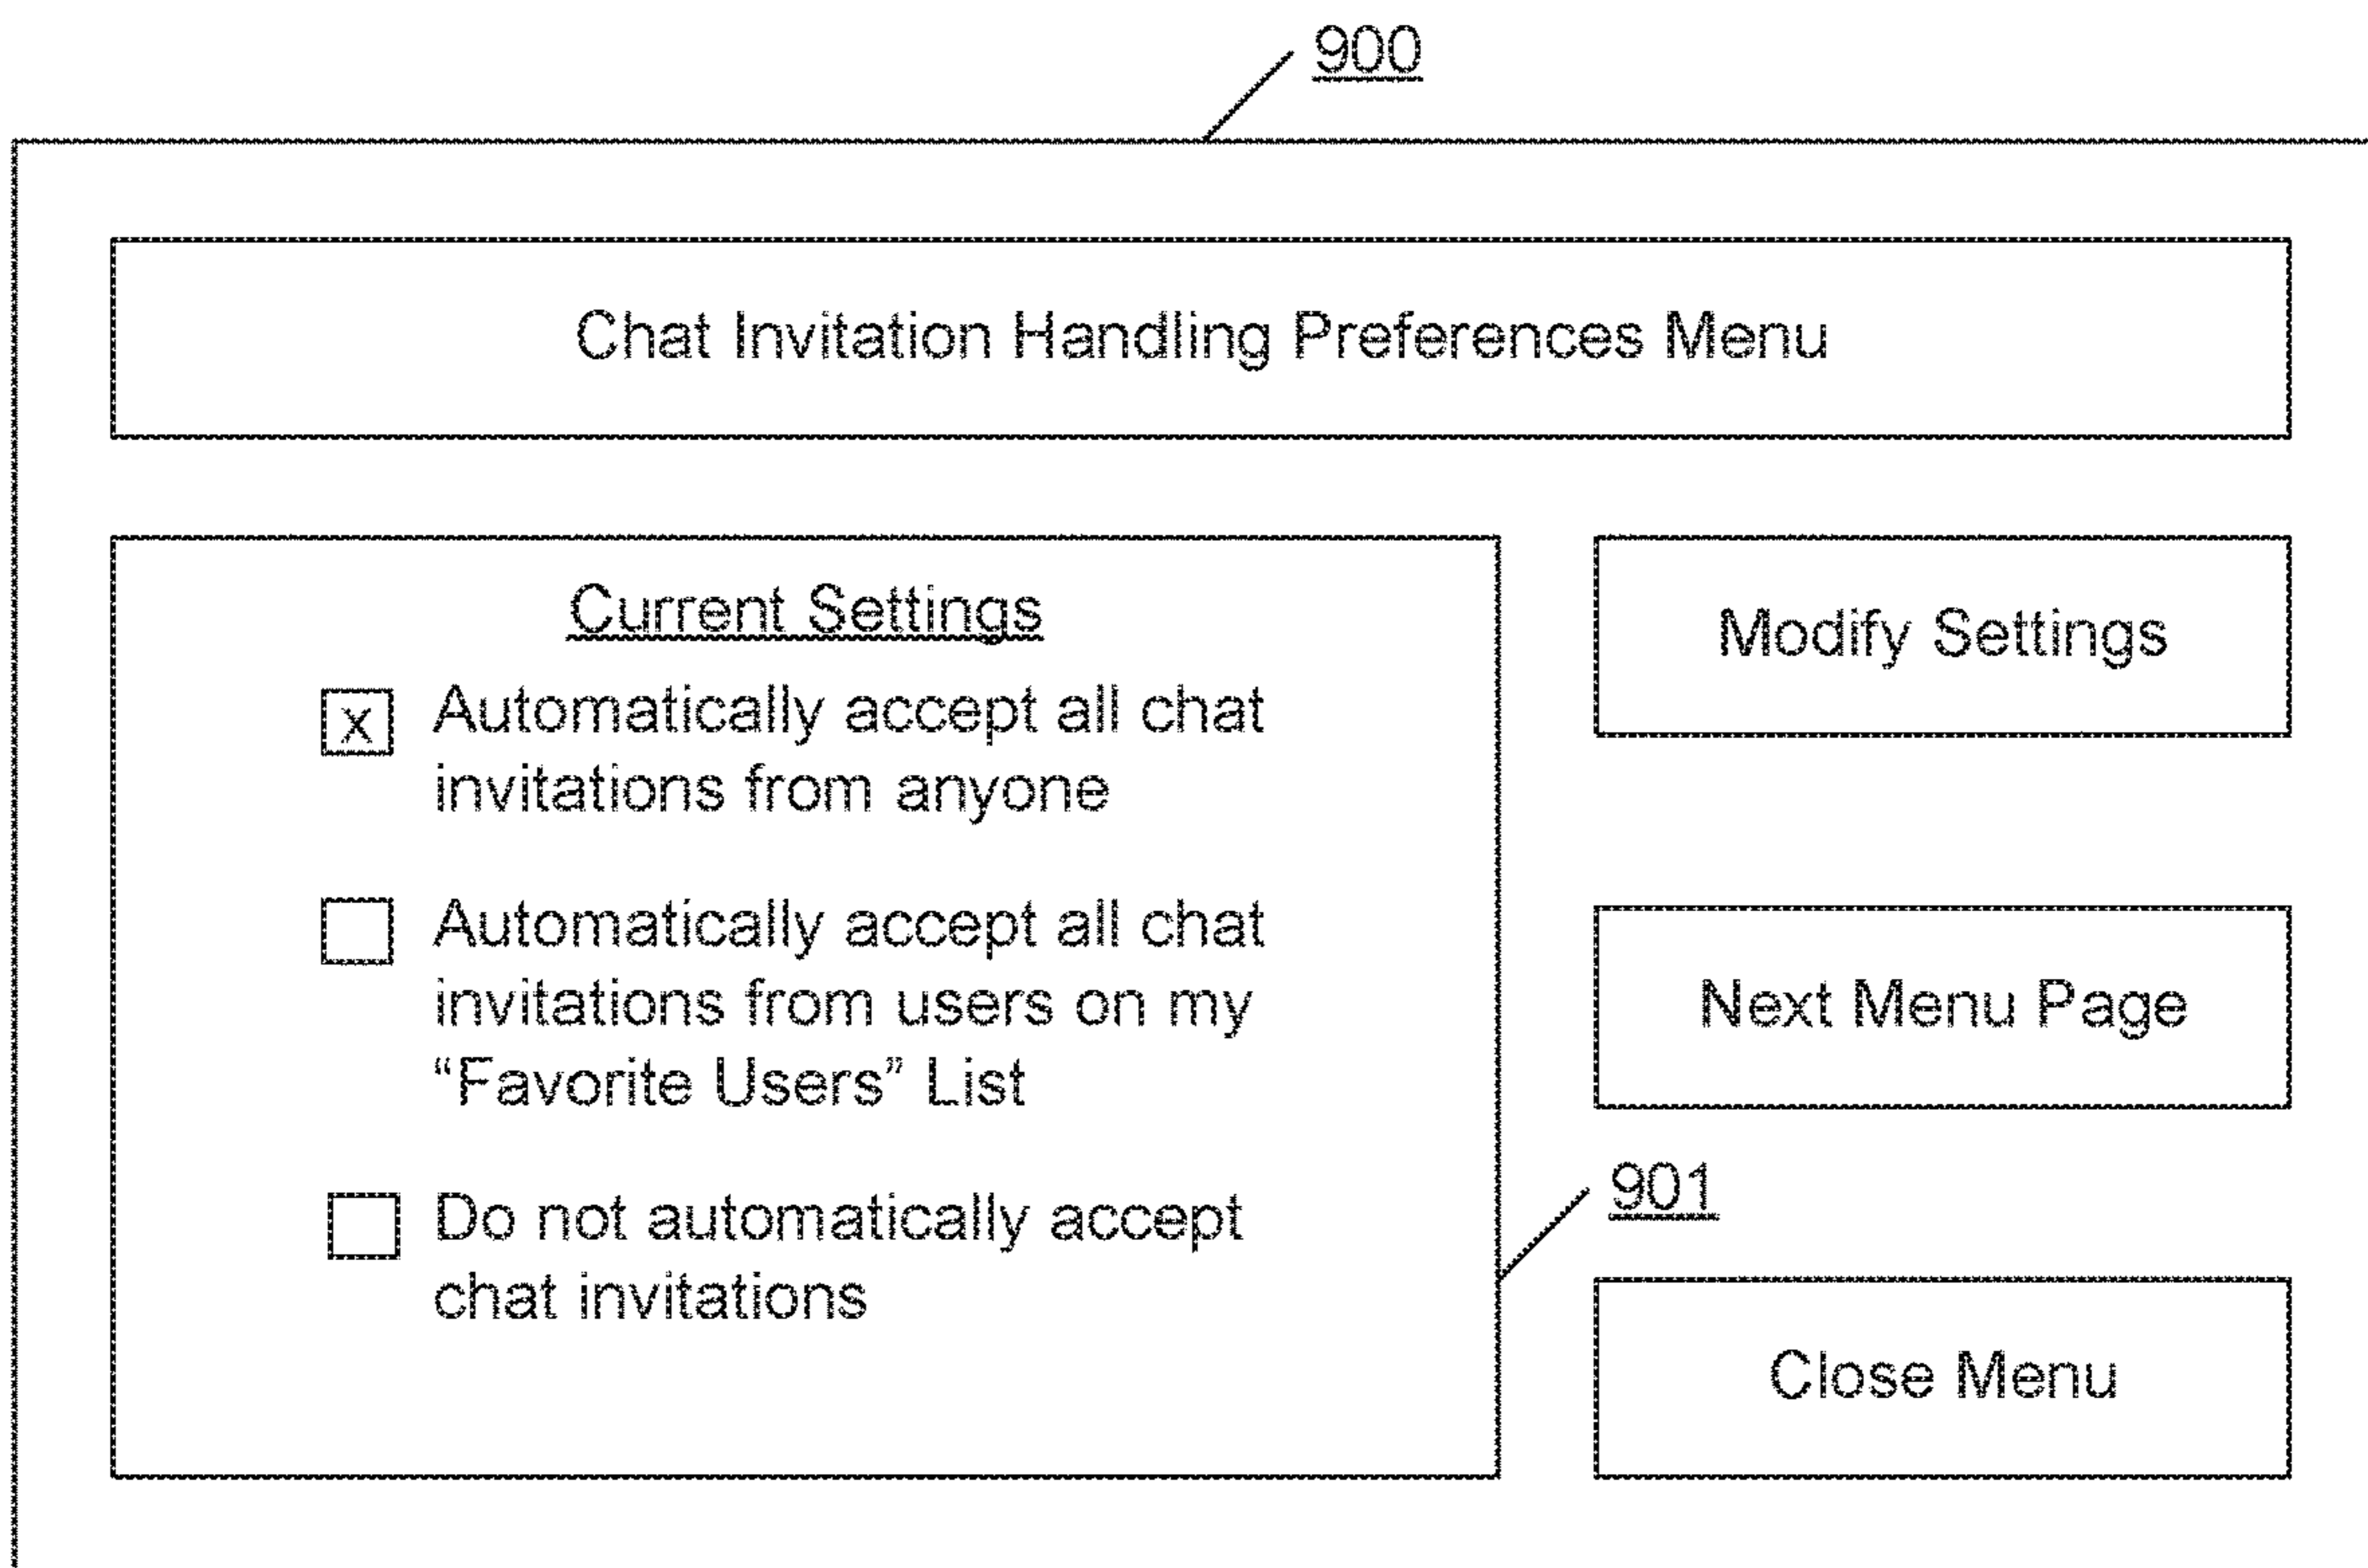 900
Chat Invitation Handling Preferences Menu
Current Settings
x Automatically accept all chat
invitations from anyone
Automatically accept all chat
invitations from users on my
“Favorite Users” List
Do not automatically accept
chat invitations
Modify Settings
Next Menu Page
901
Close Menu